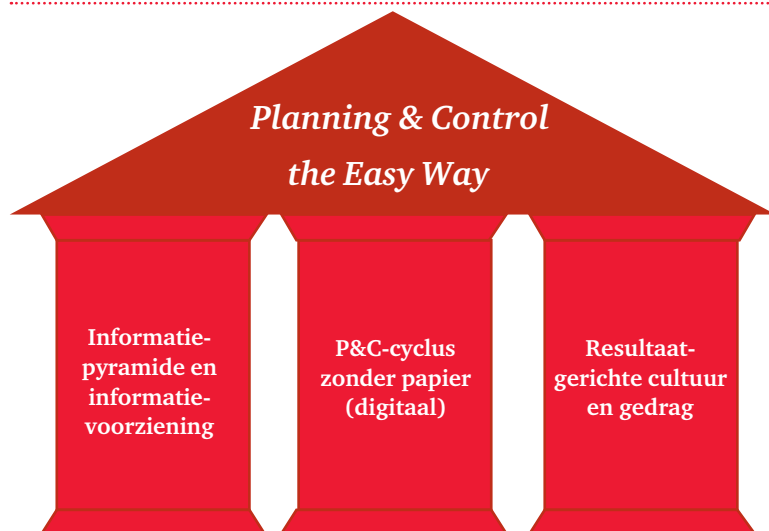 Planning & Control
the Easy Way
Informatie-
pyramide en
informatie-
voorziening
P&C-cyclus
zonder papier
(digitaal)
Resultaat-
gerichte cultuur
en gedrag